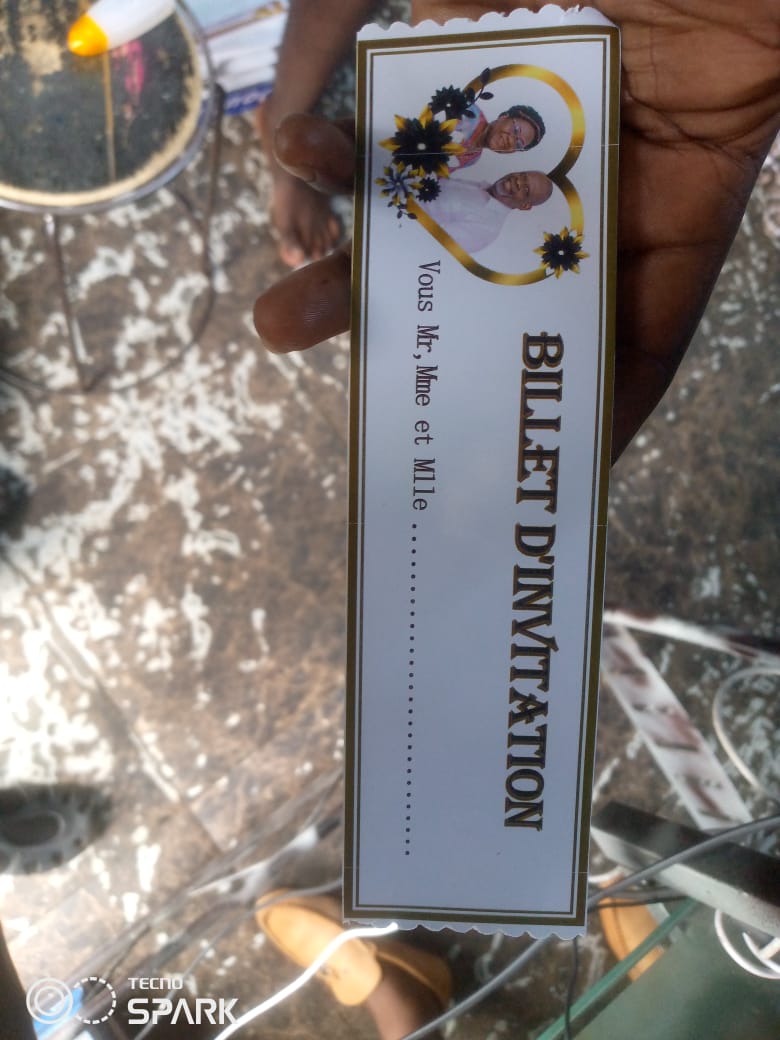 BILLET D'INVITATION
Vous Mr,Mme et Mlle ........................................
TECNO
SPARK